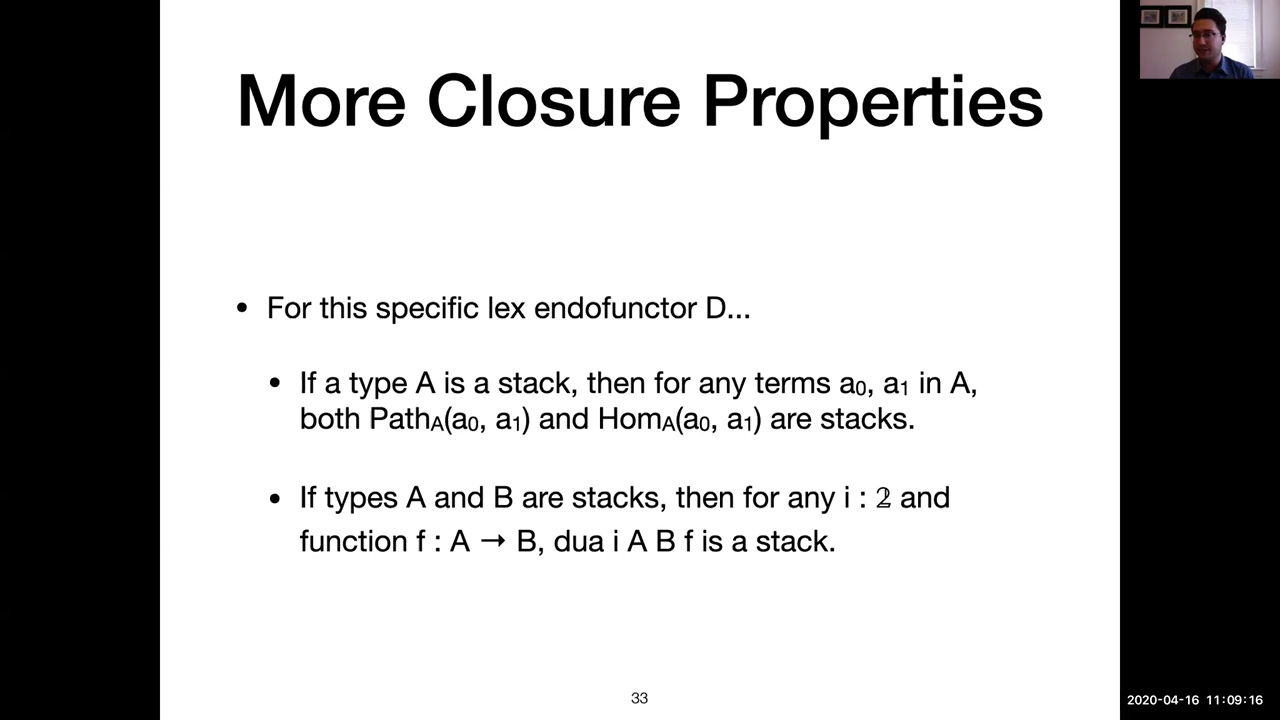 More Closure Properties
• For this specific lex endofunctor D...
• If a type A is a stack, then for any terms a₀, a₁ in A,
both Path_A(a₀, a₁) and Hom_A(a₀, a₁) are stacks.
• If types A and B are stacks, then for any i : 𝟚 and
function f : A → B, dua i A B f is a stack.
33
2020-04-16 11:09:16